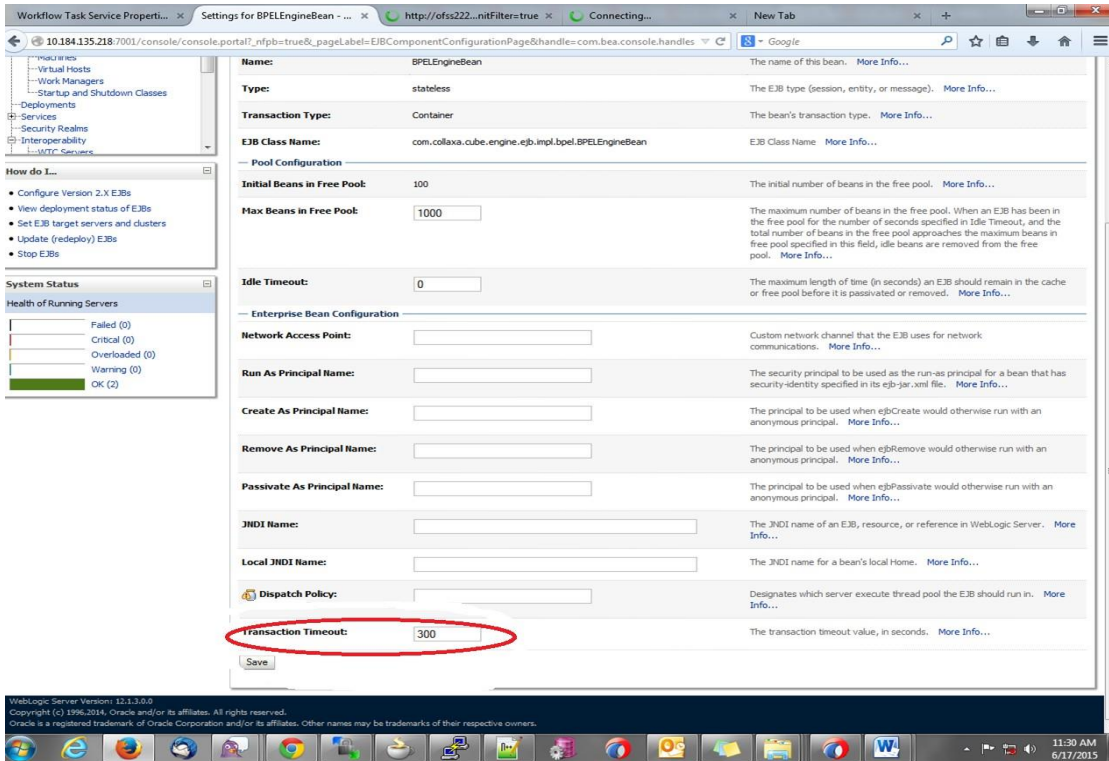 Workflow Task Service Properti... ×
Settings for BPELEngineBean - ... ×
http://ofss222...nitFilter=true ×
Connecting... ×
New Tab ×
10.184.135.218:7001/console/console.portal?_nfpb=true&_pageLabel=EJBComponentConfigurationPage&handle=com.bea.console.handles
Google
Machines
Virtual Hosts
Work Managers
Startup and Shutdown Classes
Deployments
Services
Security Realms
Interoperability
WTC Servers
How do I...
Configure Version 2.X EJBs
View deployment status of EJBs
Set EJB target servers and clusters
Update (redeploy) EJBs
Stop EJBs
System Status
Health of Running Servers
Failed (0)
Critical (0)
Overloaded (0)
Warning (0)
OK (2)
Name: BPELEngineBean The name of this bean. More Info...
Type: stateless The EJB type (session, entity, or message). More Info...
Transaction Type: Container The bean's transaction type. More Info...
EJB Class Name: com.collaxa.cube.engine.ejb.impl.bpel.BPELEngineBean EJB Class Name More Info...
Pool Configuration
Initial Beans in Free Pool: 100 The initial number of beans in the free pool. More Info...
Max Beans in Free Pool: 1000 The maximum number of beans in the free pool. When an EJB has been in
the free pool for the number of seconds specified in Idle Timeout, and the
total number of beans in the free pool approaches the maximum beans in
free pool specified in this field, idle beans are removed from the free
pool. More Info...
Idle Timeout: 0 The maximum length of time (in seconds) an EJB should remain in the cache
or free pool before it is passivated or removed. More Info...
Enterprise Bean Configuration
Network Access Point: Custom network channel that the EJB uses for network
communications. More Info...
Run As Principal Name: The security principal to be used as the run-as principal for a bean that has
security-identity specified in its ejb-jar.xml file. More Info...
Create As Principal Name: The principal to be used when ejbCreate would otherwise run with an
anonymous principal. More Info...
Remove As Principal Name: The principal to be used when ejbRemove would otherwise run with an
anonymous principal. More Info...
Passivate As Principal Name: The principal to be used when ejbPassivate would otherwise run with an
anonymous principal. More Info...
JNDI Name: The JNDI name of an EJB, resource, or reference in WebLogic Server. More
Info...
Local JNDI Name: The JNDI name for a bean's local Home. More Info...
Dispatch Policy: Designates which server execute thread pool the EJB should run in. More
Info...
Transaction Timeout: 300 The transaction timeout value, in seconds. More Info...
Save
WebLogic Server Version: 12.1.3.0.0
Copyright (c) 1996,2014, Oracle and/or its affiliates. All rights reserved.
Oracle is a registered trademark of Oracle Corporation and/or its affiliates. Other names may be trademarks of their respective owners.
11:30 AM
6/17/2015